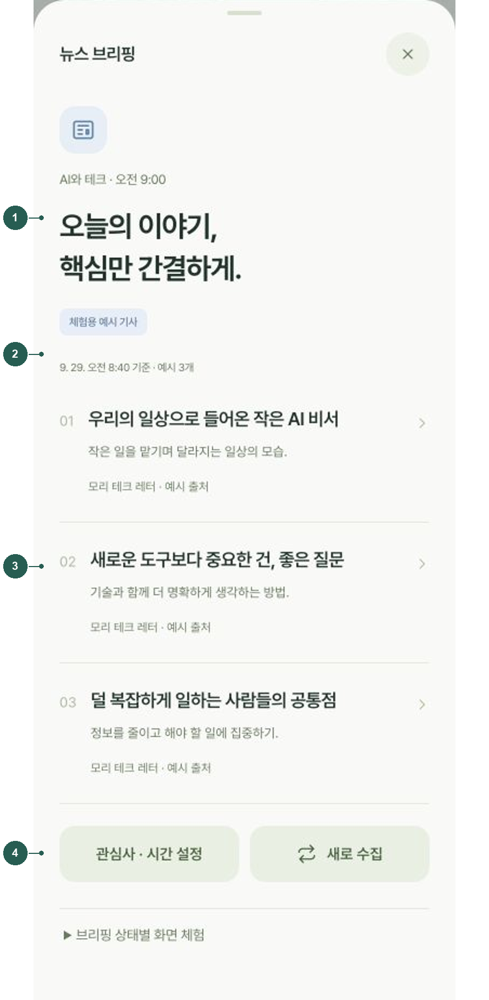 뉴스 브리핑
AI와 테크 · 오전 9:00
1
오늘의 이야기,
핵심만 간결하게.
체험용 예시 기사
2
9. 29. 오전 8:40 기준 · 예시 3개
01 우리의 일상으로 들어온 작은 AI 비서
작은 일을 맡기며 달라지는 일상의 모습.
모리 테크 레터 · 예시 출처
3
02 새로운 도구보다 중요한 건, 좋은 질문
기술과 함께 더 명확하게 생각하는 방법.
모리 테크 레터 · 예시 출처
03 덜 복잡하게 일하는 사람들의 공통점
정보를 줄이고 해야 할 일에 집중하기.
모리 테크 레터 · 예시 출처
4
관심사 · 시간 설정
새로 수집
▶ 브리핑 상태별 화면 체험